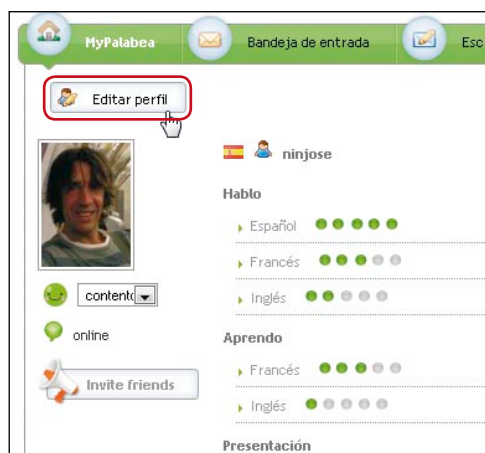 MyPalabea Bandeja de entrada Esc
Editar perfil
ninjose
Hablo
Español
Francés
Inglés
contento
online
Invite friends
Aprendo
Francés
Inglés
Presentación